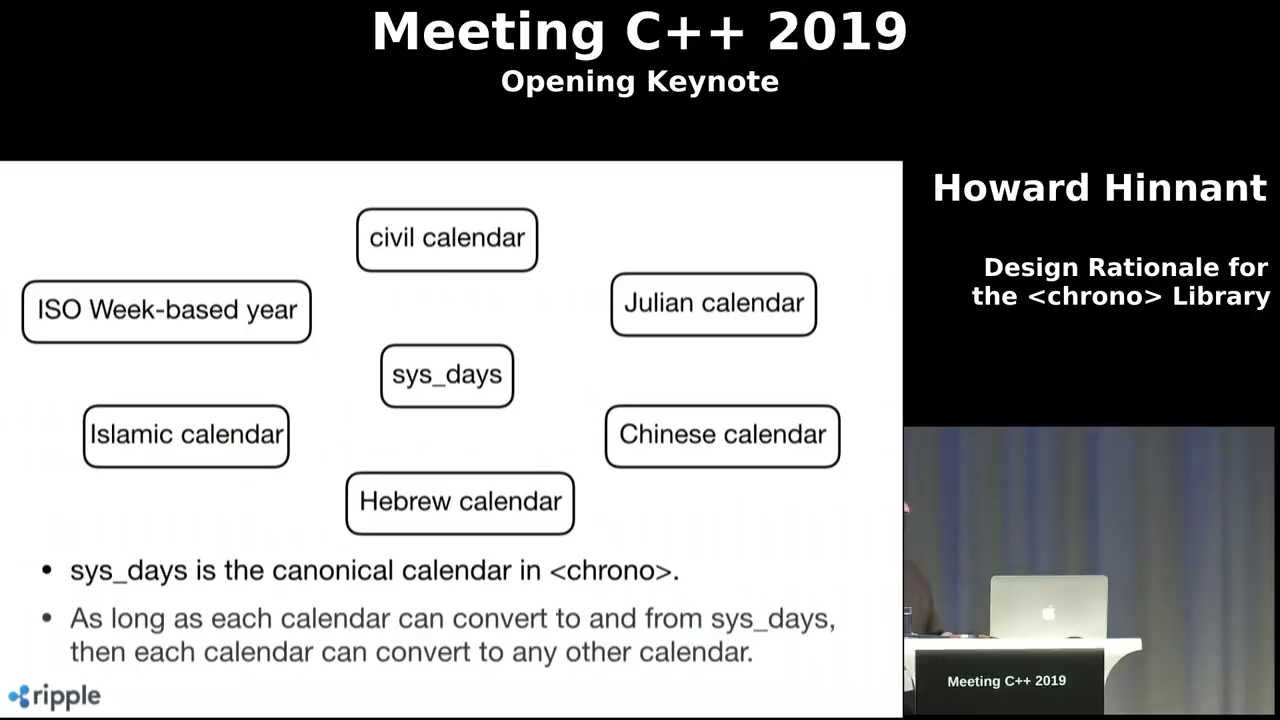 Meeting C++ 2019
Opening Keynote
civil calendar
ISO Week-based year
Julian calendar
sys_days
Islamic calendar
Chinese calendar
Hebrew calendar
• sys_days is the canonical calendar in <chrono>.
• As long as each calendar can convert to and from sys_days,
then each calendar can convert to any other calendar.
ripple
Howard Hinnant
Design Rationale for
the <chrono> Library
Meeting C++ 2019